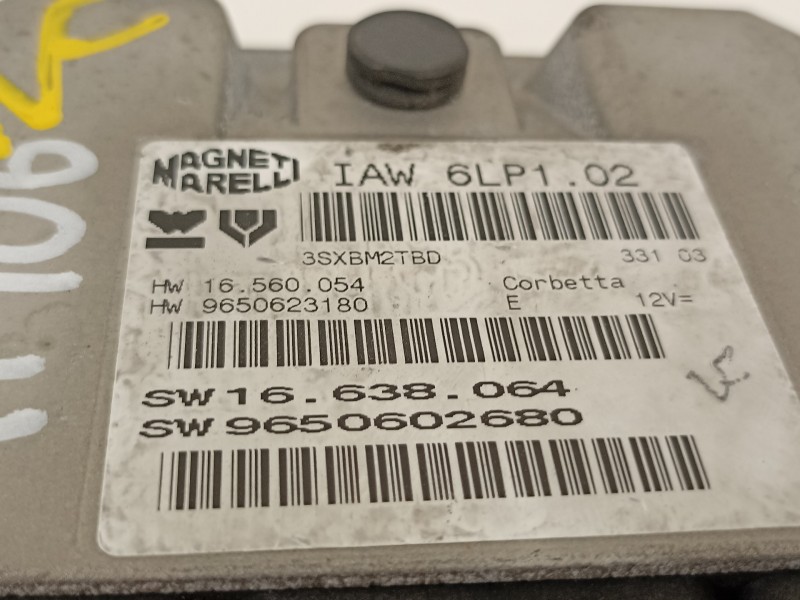 MAGNETI
MARELLI
IAW 6LP1.02
3SXBM2TBD 331 03
HW 16.560.054 Corbetta
HW 9650623180 E 12V=
SW 16.638.064
SW 9650602680
106